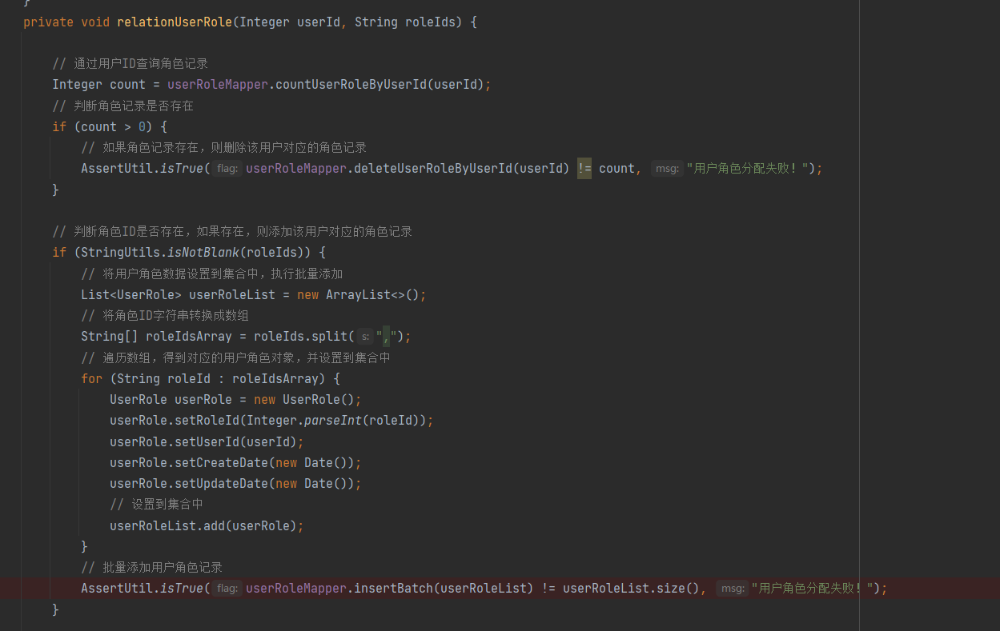 }
private void relationUserRole(Integer userId, String roleIds) {
// 通过用户ID查询角色记录
Integer count = userRoleMapper.countUserRoleByUserId(userId);
// 判断角色记录是否存在
if (count > 0) {
// 如果角色记录存在，则删除该用户对应的角色记录
AssertUtil.isTrue( flag: userRoleMapper.deleteUserRoleByUserId(userId) != count, msg: "用户角色分配失败！");
}
// 判断角色ID是否存在，如果存在，则添加该用户对应的角色记录
if (StringUtils.isNotBlank(roleIds)) {
// 将用户角色数据设置到集合中，执行批量添加
List<UserRole> userRoleList = new ArrayList<>();
// 将角色ID字符串转换成数组
String[] roleIdsArray = roleIds.split( s: ",");
// 遍历数组，得到对应的用户角色对象，并设置到集合中
for (String roleId : roleIdsArray) {
UserRole userRole = new UserRole();
userRole.setRoleId(Integer.parseInt(roleId));
userRole.setUserId(userId);
userRole.setCreateDate(new Date());
userRole.setUpdateDate(new Date());
// 设置到集合中
userRoleList.add(userRole);
}
// 批量添加用户角色记录
AssertUtil.isTrue( flag: userRoleMapper.insertBatch(userRoleList) != userRoleList.size(), msg: "用户角色分配失败！");
}